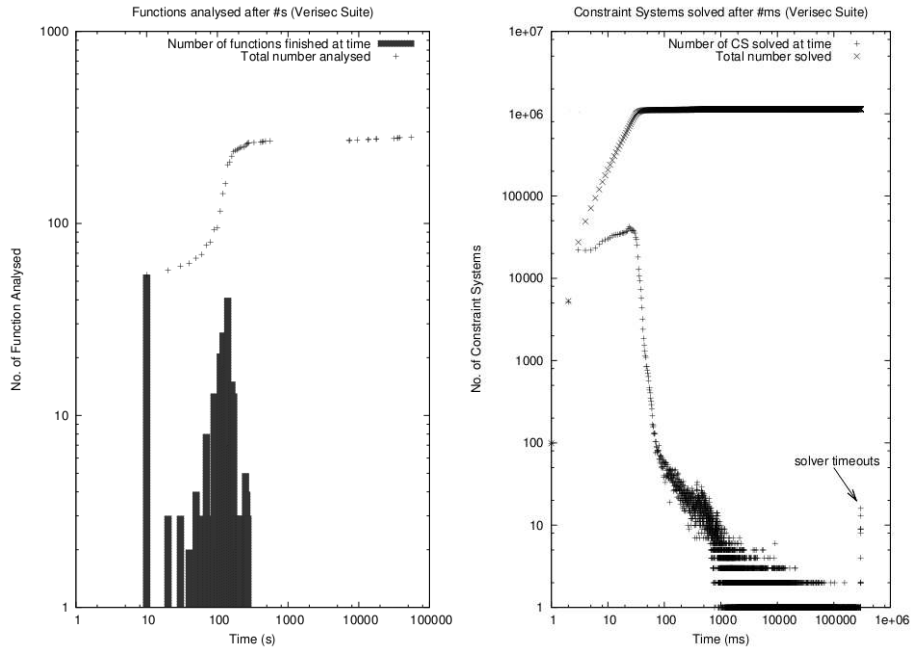 Functions analysed after #s (Verisec Suite)
1000
100
10
1
Number of functions finished at time
Total number analysed
No. of Function Analysed
1 10 100 1000 10000 100000
Time (s)
Constraint Systems solved after #ms (Verisec Suite)
1e+07
1e+06
100000
10000
1000
100
10
1
Number of CS solved at time
Total number solved
No. of Constraint Systems
solver timeouts
1 10 100 1000 10000 100000 1e+06
Time (ms)